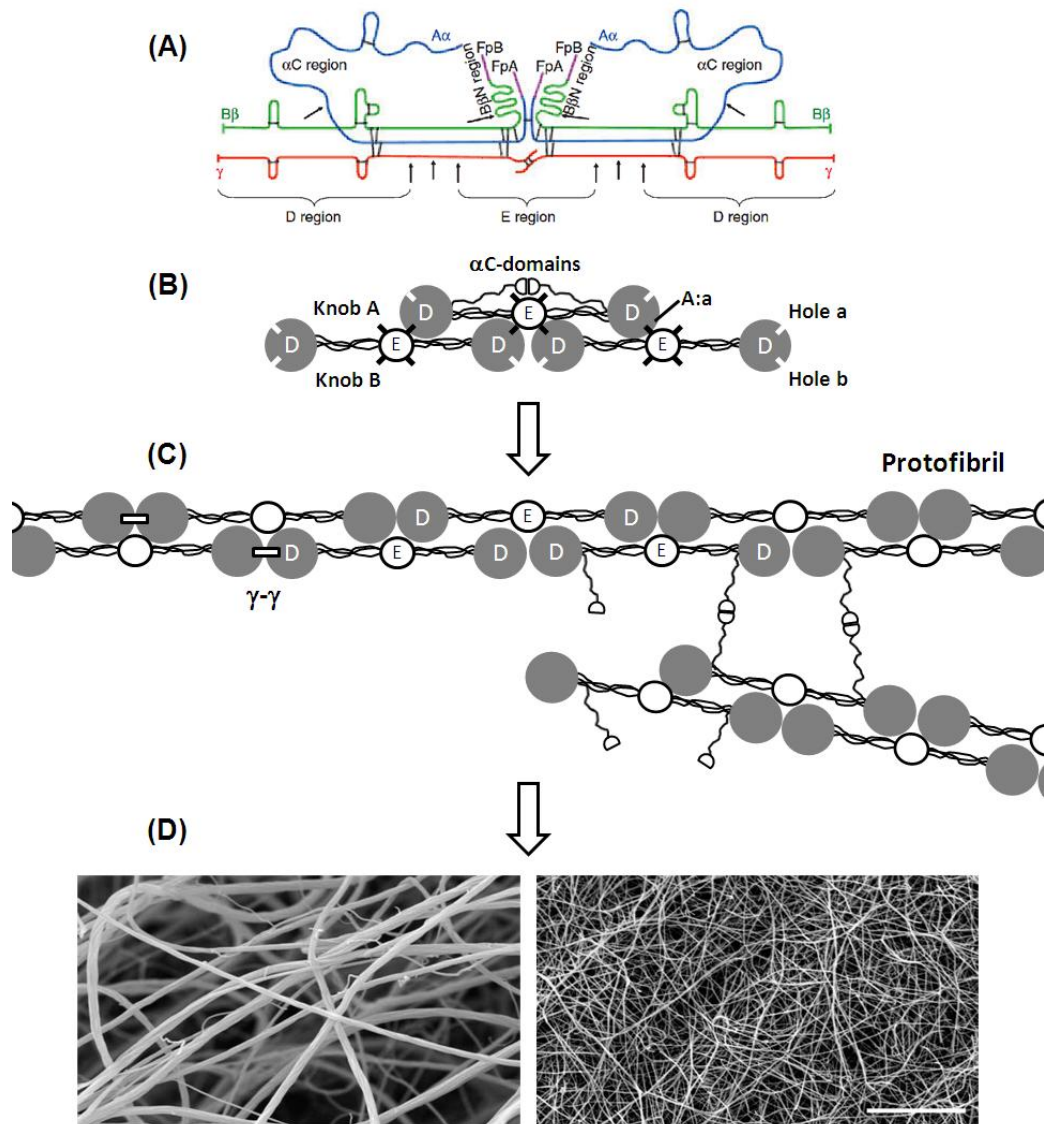 (A)
Aα
FpB
FpB
Aα
FpA
FpA
αC region
BβN region
BβN region
αC region
Bβ
Bβ
γ
γ
D region
E region
D region
(B)
αC-domains
Knob A
D
E
D
A:a
Hole a
D
E
D
D
E
D
Knob B
Hole b
(C)
Protofibril
D
E
D
D
E
D
D
E
D
γ-γ
(D)